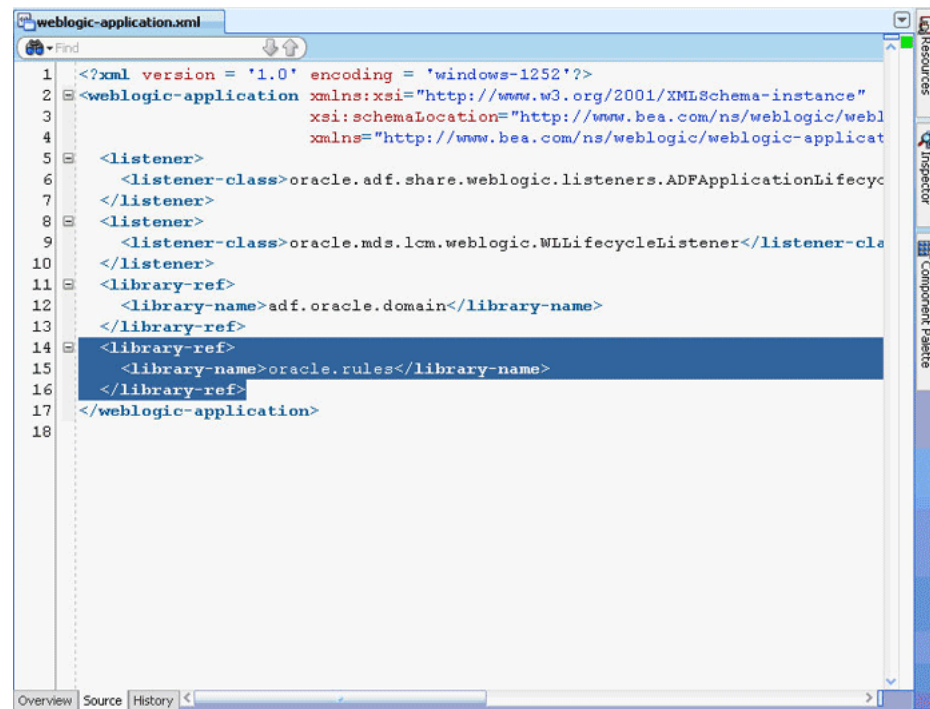 weblogic-application.xml
Find
1 <?xml version = '1.0' encoding = 'windows-1252'?>
2 <weblogic-application xmlns:xsi="http://www.w3.org/2001/XMLSchema-instance"
3 xsi:schemaLocation="http://www.bea.com/ns/weblogic/webl
4 xmlns="http://www.bea.com/ns/weblogic/weblogic-applicat
5 <listener>
6 <listener-class>oracle.adf.share.weblogic.listeners.ADFApplicationLifecyc
7 </listener>
8 <listener>
9 <listener-class>oracle.mds.lcm.weblogic.WLLifecycleListener</listener-cla
10 </listener>
11 <library-ref>
12 <library-name>adf.oracle.domain</library-name>
13 </library-ref>
14 <library-ref>
15 <library-name>oracle.rules</library-name>
16 </library-ref>
17 </weblogic-application>
18
Overview Source History
Resources
Inspector
Component Palette